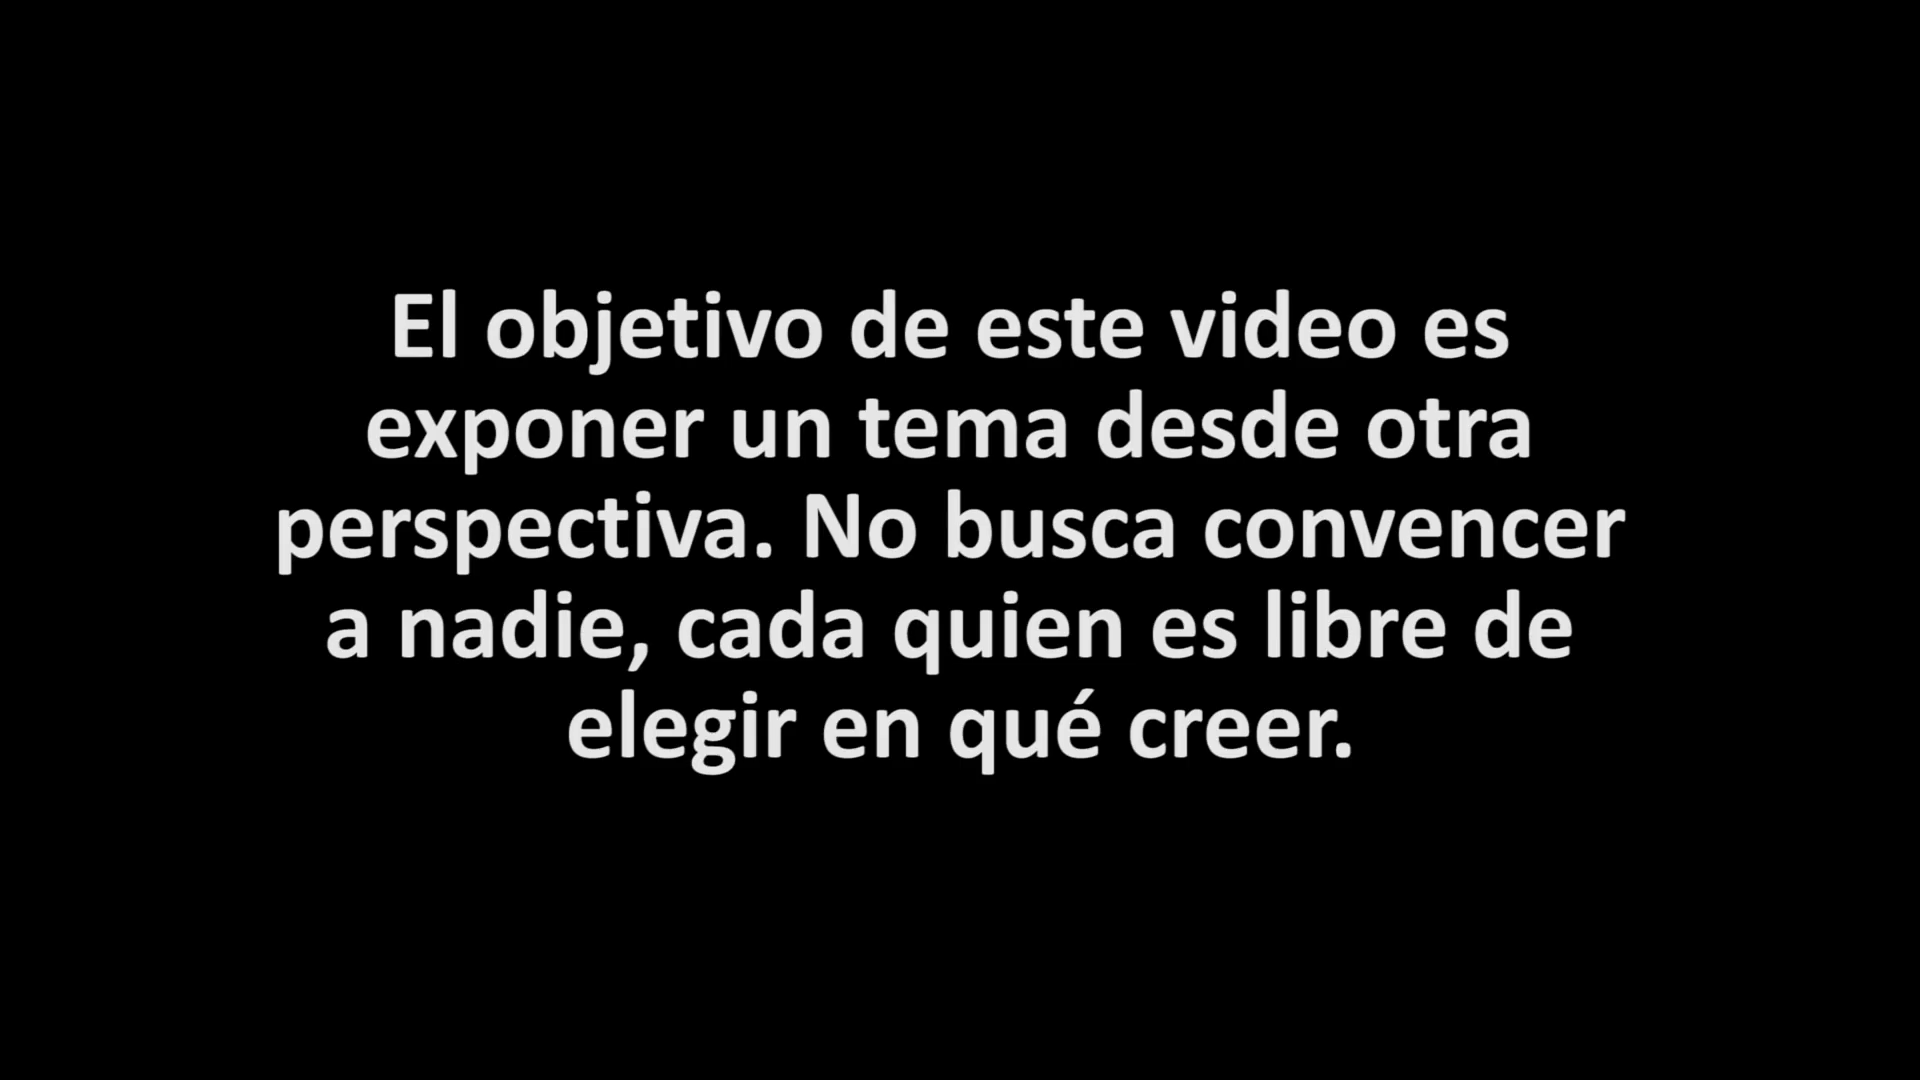 El objetivo de este video es
exponer un tema desde otra
perspectiva. No busca convencer
a nadie, cada quien es libre de
elegir en qué creer.